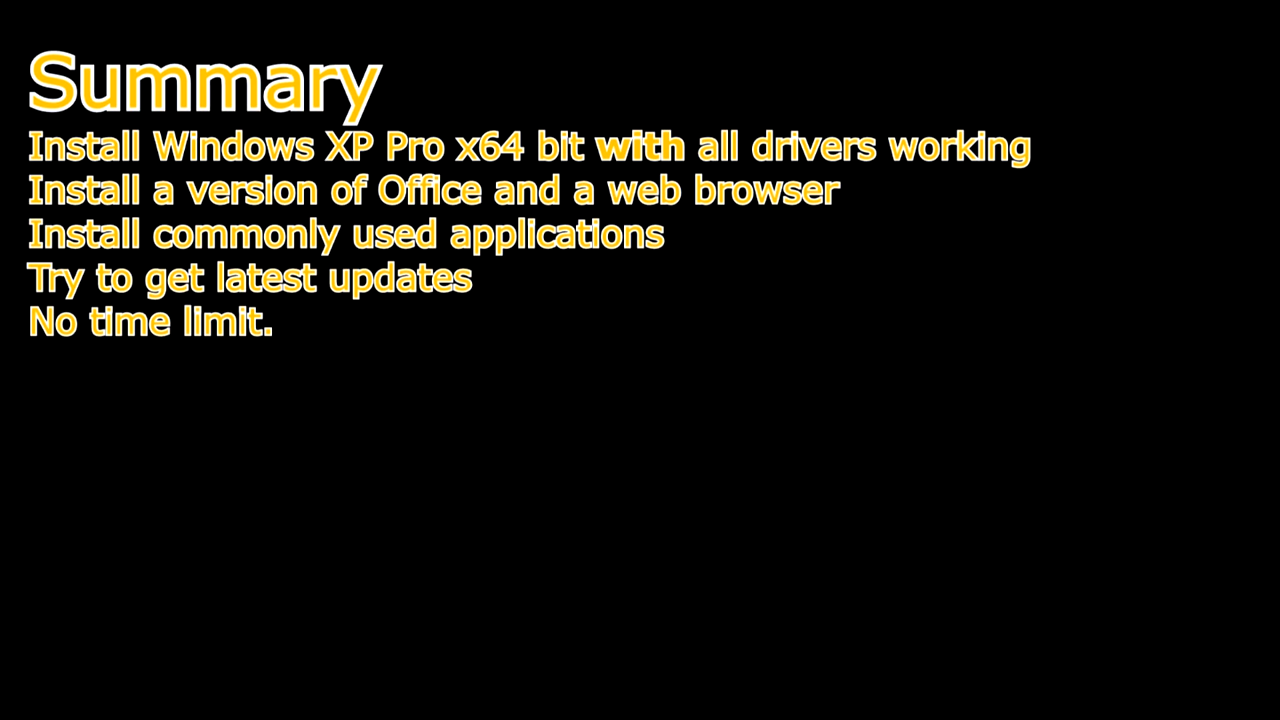 Summary
Install Windows XP Pro x64 bit with all drivers working
Install a version of Office and a web browser
Install commonly used applications
Try to get latest updates
No time limit.